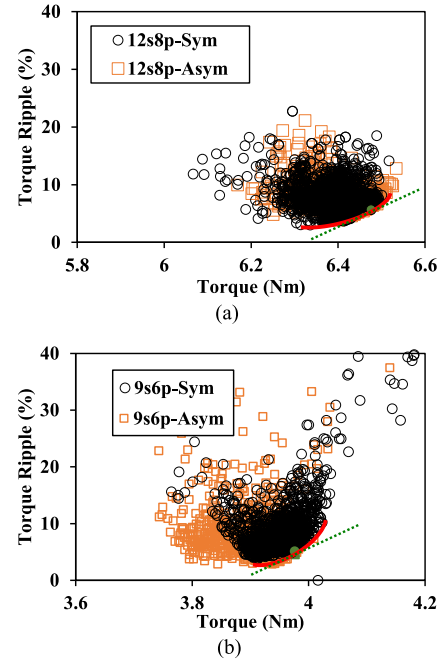 40
30
20
10
0
Torque Ripple (%)
12s8p-Sym
12s8p-Asym
5.8 6 6.2 6.4 6.6
Torque (Nm)
(a)
40
30
20
10
0
Torque Ripple (%)
9s6p-Sym
9s6p-Asym
3.6 3.8 4 4.2
Torque (Nm)
(b)